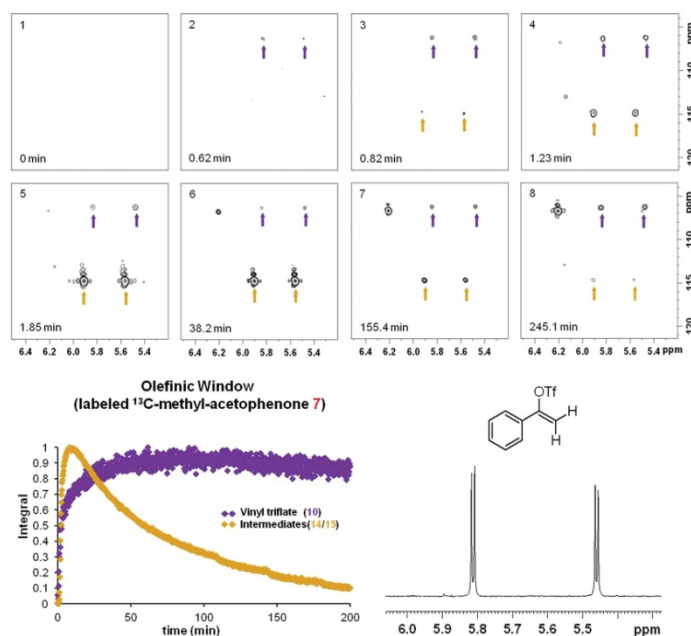 1
2
3
4
0 min
0.62 min
0.82 min
1.23 min
ppm
110
115
120
5
6
7
8
1.85 min
38.2 min
155.4 min
245.1 min
ppm
110
115
120
6.4 6.2 6.0 5.8 5.6 5.4
6.4 6.2 6.0 5.8 5.6 5.4
6.4 6.2 6.0 5.8 5.6 5.4
6.4 6.2 6.0 5.8 5.6 5.4 ppm
Olefinic Window
(labeled ¹³C-methyl-acetophenone 7)
Integral
1
0.9
0.8
0.7
0.6
0.5
0.4
0.3
0.2
0.1
0
Vinyl triflate (10)
Intermediates(14/15)
0 50 100 150 200
time (min)
OTf
H
H
6.0 5.9 5.8 5.7 5.6 5.5 ppm